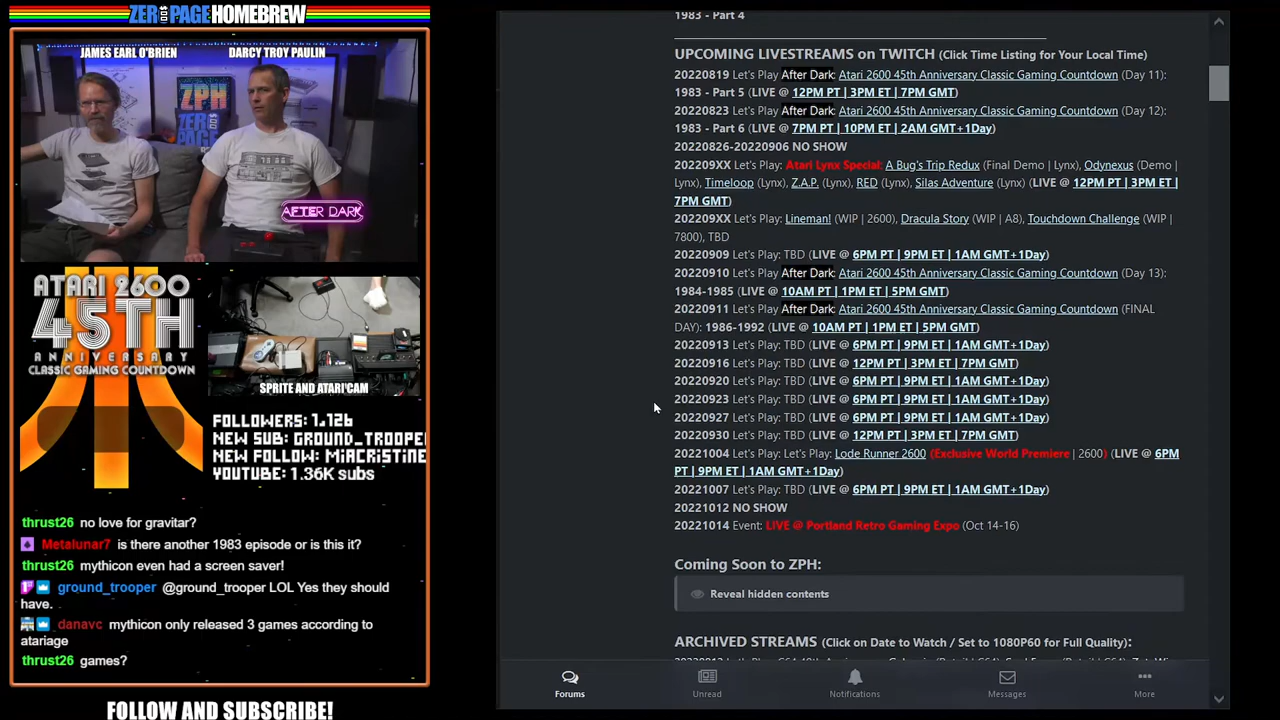 ZEROPAGE HOMEBREW
JAMES EARL O'BRIEN
DARCY TROY PAULIN
ZPH
AFTER DARK
ATARI 2600
45TH
ANNIVERSARY
CLASSIC GAMING COUNTDOWN
SPRITE AND ATARI CAM
FOLLOWERS: 1,126
NEW SUB: GROUND_TROOPER
NEW FOLLOW: MIACRISTINE
YOUTUBE: 1.36K subs
thrust26 no love for gravitar?
Metalunar7 is there another 1983 episode or is this it?
thrust26 mythicon even had a screen saver!
ground_trooper @ground_trooper LOL Yes they should
have.
danavc mythicon only released 3 games according to
atariage
thrust26 games?
FOLLOW AND SUBSCRIBE!
1983 - Part 4
UPCOMING LIVESTREAMS on TWITCH (Click Time Listing for Your Local Time)
20220819 Let's Play After Dark: Atari 2600 45th Anniversary Classic Gaming Countdown (Day 11):
1983 - Part 5 (LIVE @ 12PM PT | 3PM ET | 7PM GMT)
20220823 Let's Play After Dark: Atari 2600 45th Anniversary Classic Gaming Countdown (Day 12):
1983 - Part 6 (LIVE @ 7PM PT | 10PM ET | 2AM GMT+1Day)
20220826-20220906 NO SHOW
202209XX Let's Play: Atari Lynx Special: A Bug's Trip Redux (Final Demo | Lynx), Odynexus (Demo |
Lynx), Timeloop (Lynx), Z.A.P. (Lynx), RED (Lynx), Silas Adventure (Lynx) (LIVE @ 12PM PT | 3PM ET |
7PM GMT)
202209XX Let's Play: Lineman! (WIP | 2600), Dracula Story (WIP | A8), Touchdown Challenge (WIP |
7800), TBD
20220909 Let's Play: TBD (LIVE @ 6PM PT | 9PM ET | 1AM GMT+1Day)
20220910 Let's Play After Dark: Atari 2600 45th Anniversary Classic Gaming Countdown (Day 13):
1984-1985 (LIVE @ 10AM PT | 1PM ET | 5PM GMT)
20220911 Let's Play After Dark: Atari 2600 45th Anniversary Classic Gaming Countdown (FINAL
DAY): 1986-1992 (LIVE @ 10AM PT | 1PM ET | 5PM GMT)
20220913 Let's Play: TBD (LIVE @ 6PM PT | 9PM ET | 1AM GMT+1Day)
20220916 Let's Play: TBD (LIVE @ 12PM PT | 3PM ET | 7PM GMT)
20220920 Let's Play: TBD (LIVE @ 6PM PT | 9PM ET | 1AM GMT+1Day)
20220923 Let's Play: TBD (LIVE @ 6PM PT | 9PM ET | 1AM GMT+1Day)
20220927 Let's Play: TBD (LIVE @ 6PM PT | 9PM ET | 1AM GMT+1Day)
20220930 Let's Play: TBD (LIVE @ 12PM PT | 3PM ET | 7PM GMT)
20221004 Let's Play: Let's Play: Lode Runner 2600 (Exclusive World Premiere | 2600) (LIVE @ 6PM
PT | 9PM ET | 1AM GMT+1Day)
20221007 Let's Play: TBD (LIVE @ 6PM PT | 9PM ET | 1AM GMT+1Day)
20221012 NO SHOW
20221014 Event: LIVE @ Portland Retro Gaming Expo (Oct 14-16)
Coming Soon to ZPH:
Reveal hidden contents
ARCHIVED STREAMS (Click on Date to Watch / Set to 1080P60 for Full Quality):
Forums
Unread
Notifications
Messages
More